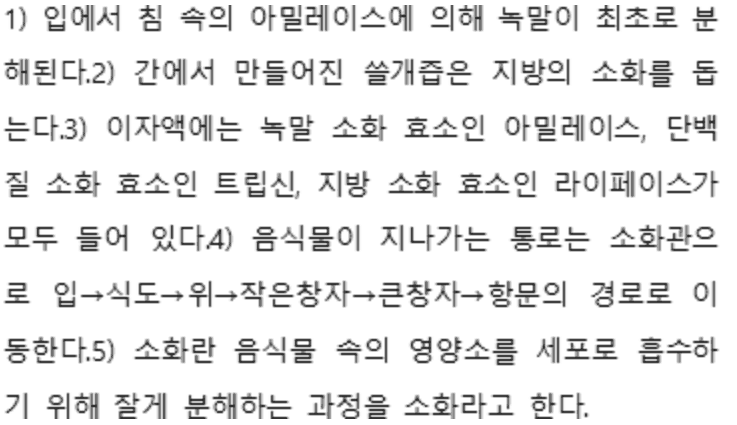 1) 입에서 침 속의 아밀레이스에 의해 녹말이 최초로 분
해된다.2) 간에서 만들어진 쓸개즙은 지방의 소화를 돕
는다.3) 이자액에는 녹말 소화 효소인 아밀레이스, 단백
질 소화 효소인 트립신, 지방 소화 효소인 라이페이스가
모두 들어 있다.4) 음식물이 지나가는 통로는 소화관으
로 입→식도→위→작은창자→큰창자→항문의 경로로 이
동한다.5) 소화란 음식물 속의 영양소를 세포로 흡수하
기 위해 잘게 분해하는 과정을 소화라고 한다.